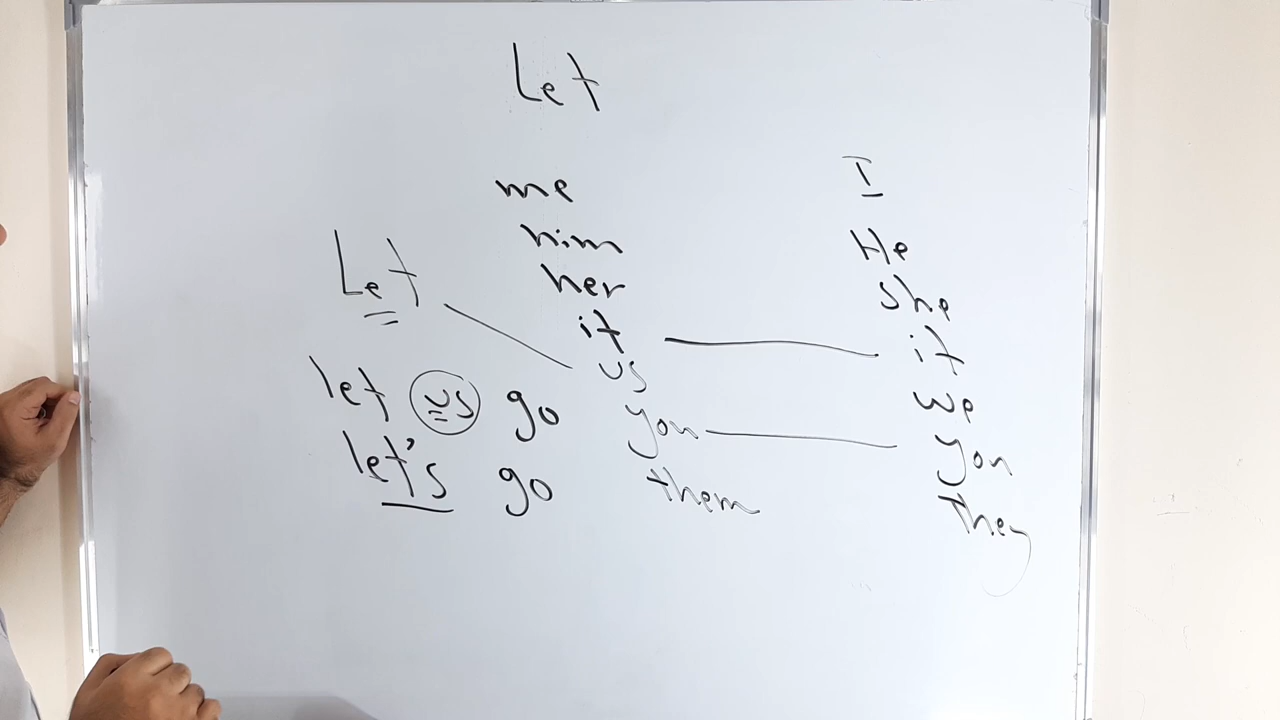 Let
me
him
her
it
us
you
them
I
He
she
it
we
you
they
Let
let us go
let's go